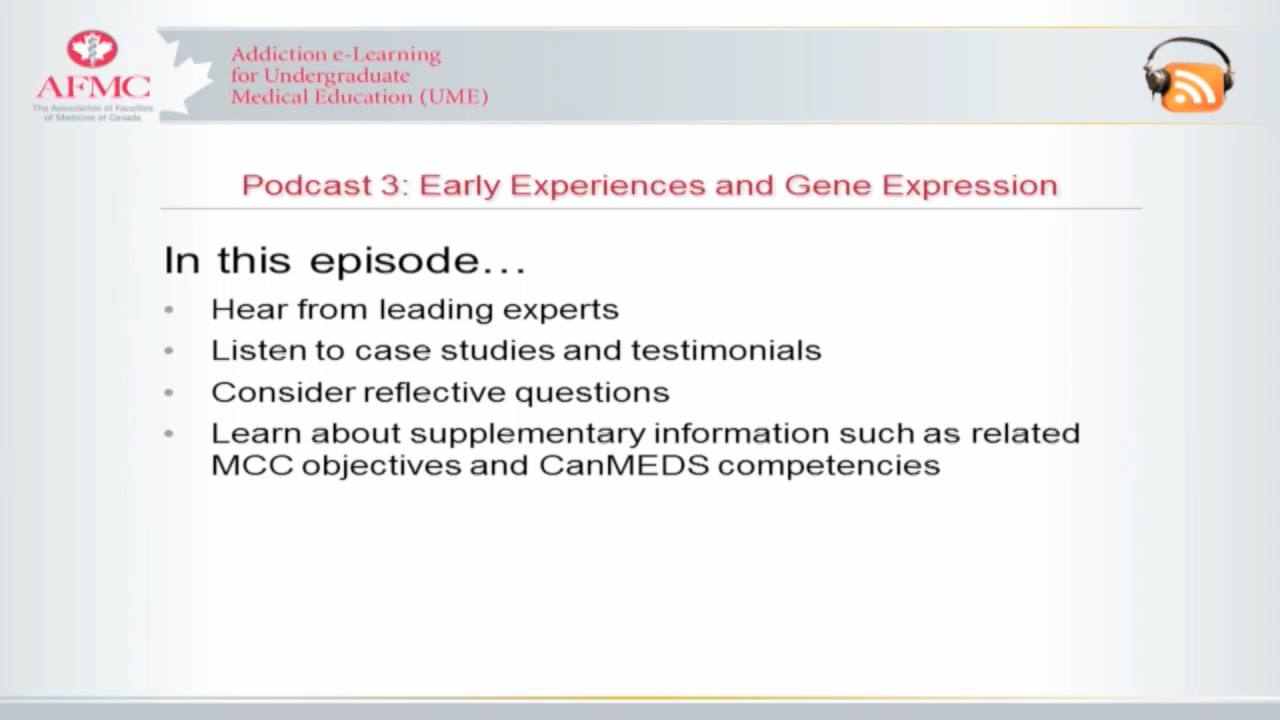 AFMC
The Association of Faculties
of Medicine of Canada
Addiction e-Learning
for Undergraduate
Medical Education (UME)
Podcast 3: Early Experiences and Gene Expression
In this episode…
• Hear from leading experts
• Listen to case studies and testimonials
• Consider reflective questions
• Learn about supplementary information such as related
MCC objectives and CanMEDS competencies